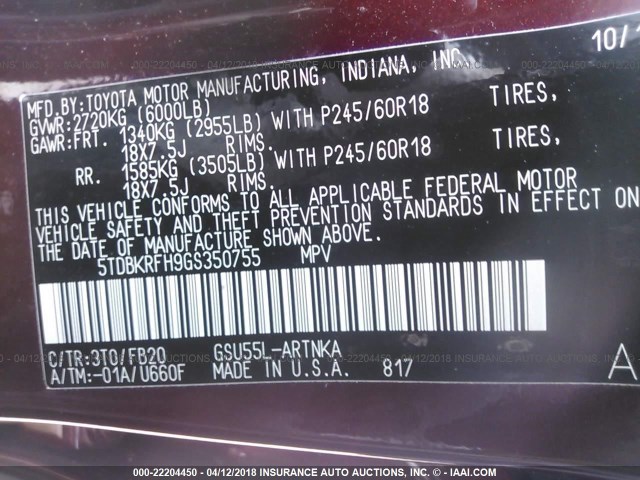 10/
MFD.BY:TOYOTA MOTOR MANUFACTURING, INDIANA, INC.
GVWR:2720KG (6000LB)
GAWR:FRT. 1340KG (2955LB) WITH P245/60R18 TIRES,
18X7.5J RIMS.
RR. 1585KG (3505LB) WITH P245/60R18 TIRES,
18X7.5J RIMS.
THIS VEHICLE CONFORMS TO ALL APPLICABLE FEDERAL MOTOR
VEHICLE SAFETY AND THEFT PREVENTION STANDARDS IN EFFECT ON
THE DATE OF MANUFACTURE SHOWN ABOVE.
5TDBKRFH9GS350755 MPV
C/TR:3T0/FB20 GSU55L-ARTNKA
A/TM:-01A/U660F MADE IN U.S.A. 817 A
000-22204450 - 04/12/2018 INSURANCE AUTO AUCTIONS, INC. © - IAAI.COM